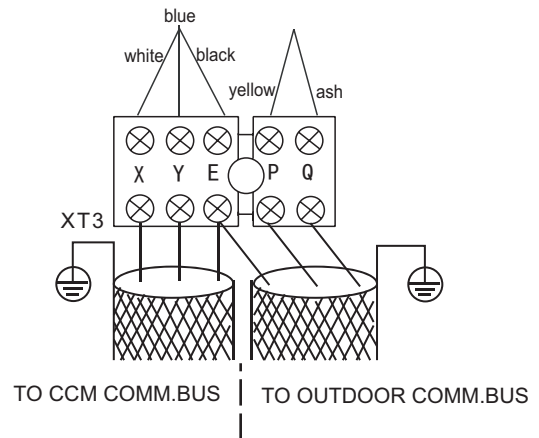 blue
white black
yellow ash
X Y E P Q
XT3
TO CCM COMM.BUS TO OUTDOOR COMM.BUS